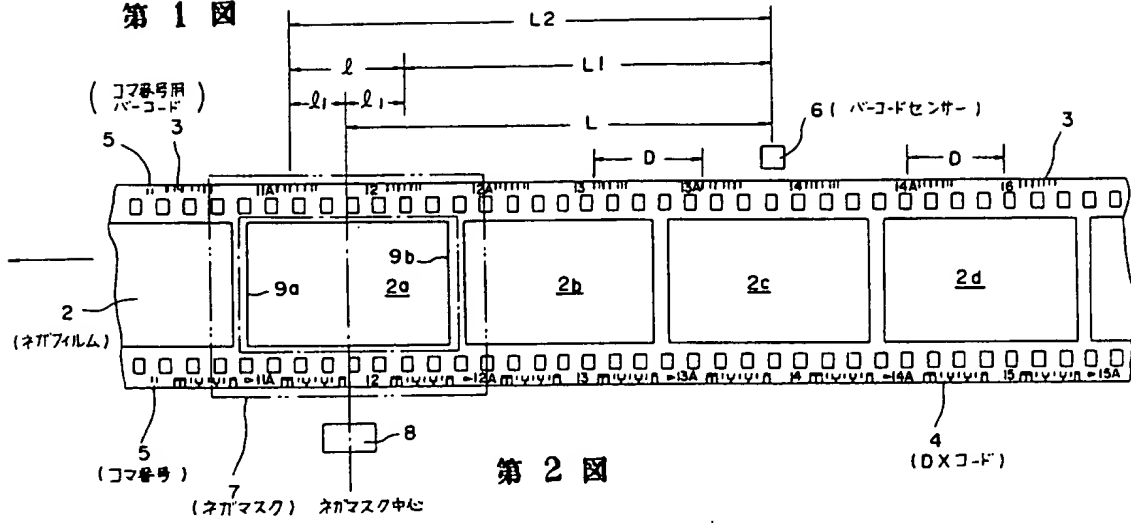 第 1 図
L2
ℓ
L1
ℓ1
ℓ1
L
(コマ番号用
バーコード)
5
3
6 (バーコードセンサー)
D
D
3
11
11A
12
12A
13
13A
14
14A
16
9a
9b
2a
2b
2c
2d
2
(ネガフィルム)
11
11A
12
12A
13
13A
14
14A
15
15A
5
(コマ番号)
7
(ネガマスク)
8
ネガマスク中心
4
(DXコード)
第 2 図